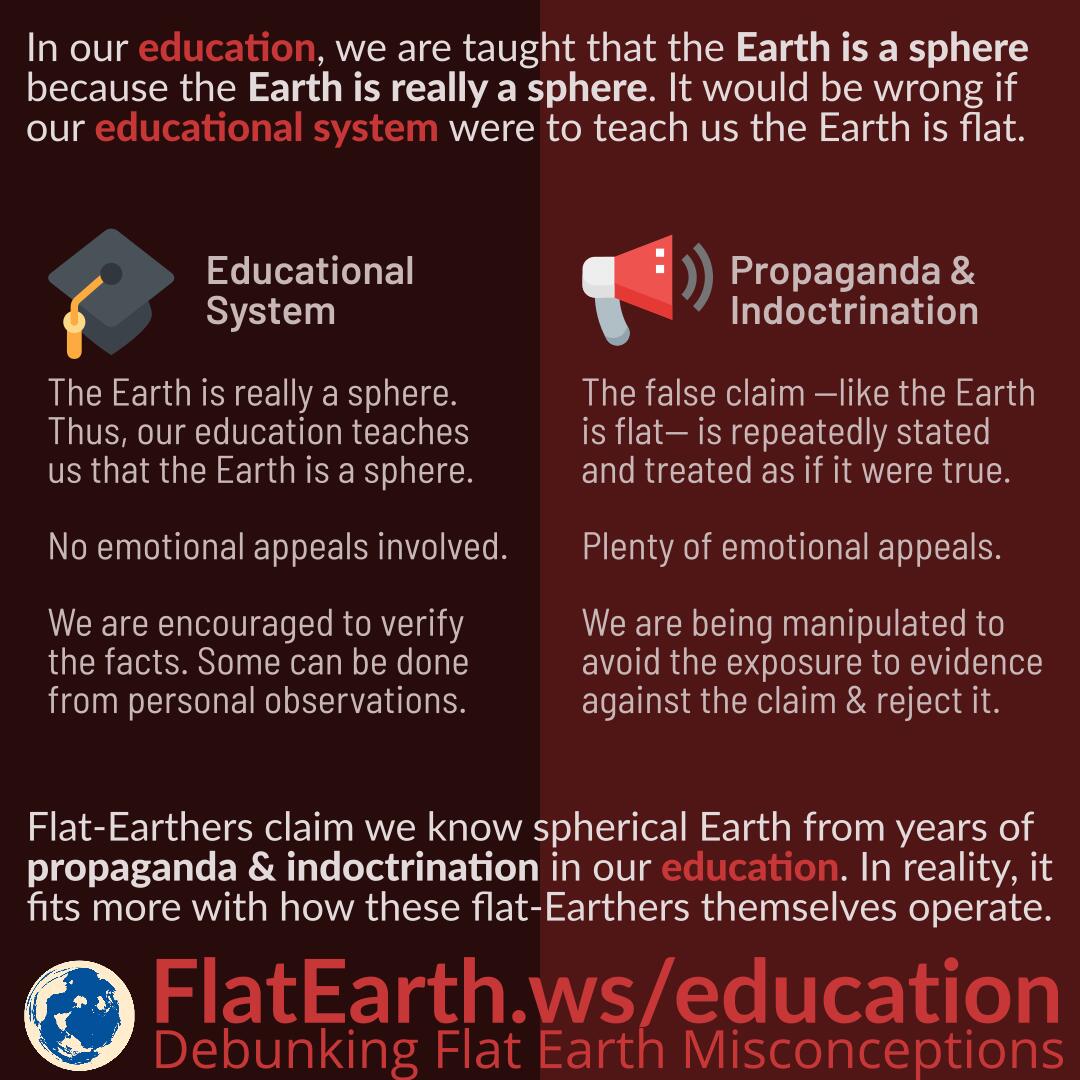 In our education, we are taught that the Earth is a sphere
because the Earth is really a sphere. It would be wrong if
our educational system were to teach us the Earth is flat.
Educational
System
The Earth is really a sphere.
Thus, our education teaches
us that the Earth is a sphere.
No emotional appeals involved.
We are encouraged to verify
the facts. Some can be done
from personal observations.
Propaganda &
Indoctrination
The false claim —like the Earth
is flat— is repeatedly stated
and treated as if it were true.
Plenty of emotional appeals.
We are being manipulated to
avoid the exposure to evidence
against the claim & reject it.
Flat-Earthers claim we know spherical Earth from years of
propaganda & indoctrination in our education. In reality, it
fits more with how these flat-Earthers themselves operate.
FlatEarth.ws/education
Debunking Flat Earth Misconceptions